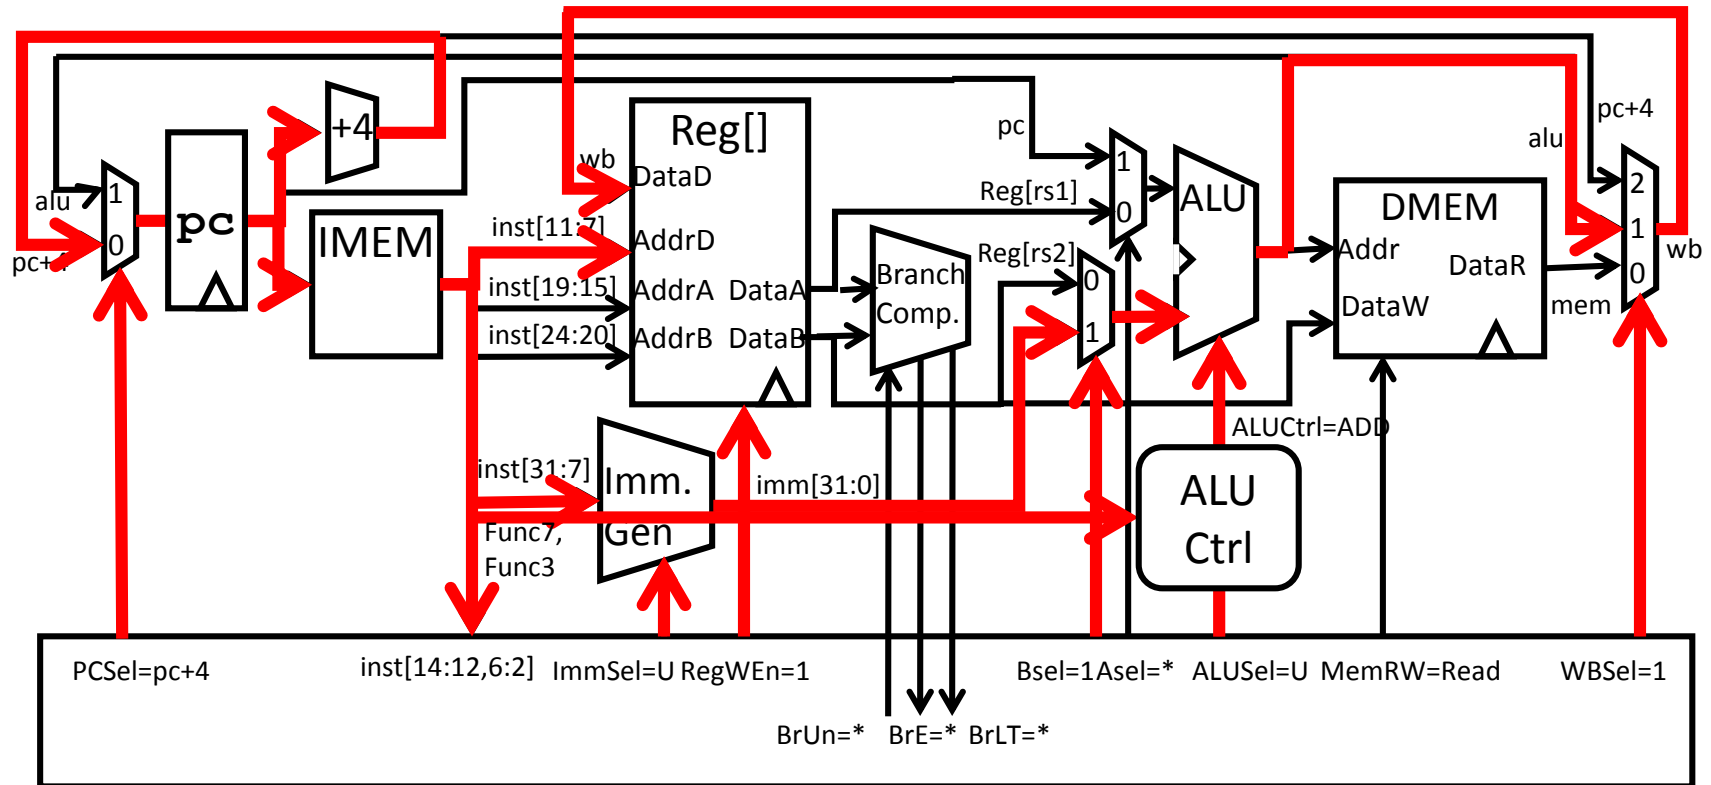 pc+4
alu
pc
+4
Reg[]
wb
DataD
1
alu
pc+4
0
pc
IMEM
inst[11:7]
AddrD
inst[19:15]
AddrA
DataA
inst[24:20]
AddrB
DataB
Branch
Comp.
Reg[rs1]
1
0
Reg[rs2]
0
1
ALU
DMEM
Addr
DataR
DataW
mem
2
1
0
wb
ALUCtrl=ADD
inst[31:7]
Imm.
Gen
imm[31:0]
Func7,
Func3
ALU
Ctrl
PCSel=pc+4
inst[14:12,6:2]
ImmSel=U
RegWEn=1
Bsel=1
Asel=*
ALUSel=U
MemRW=Read
WBSel=1
BrUn=*
BrE=*
BrLT=*